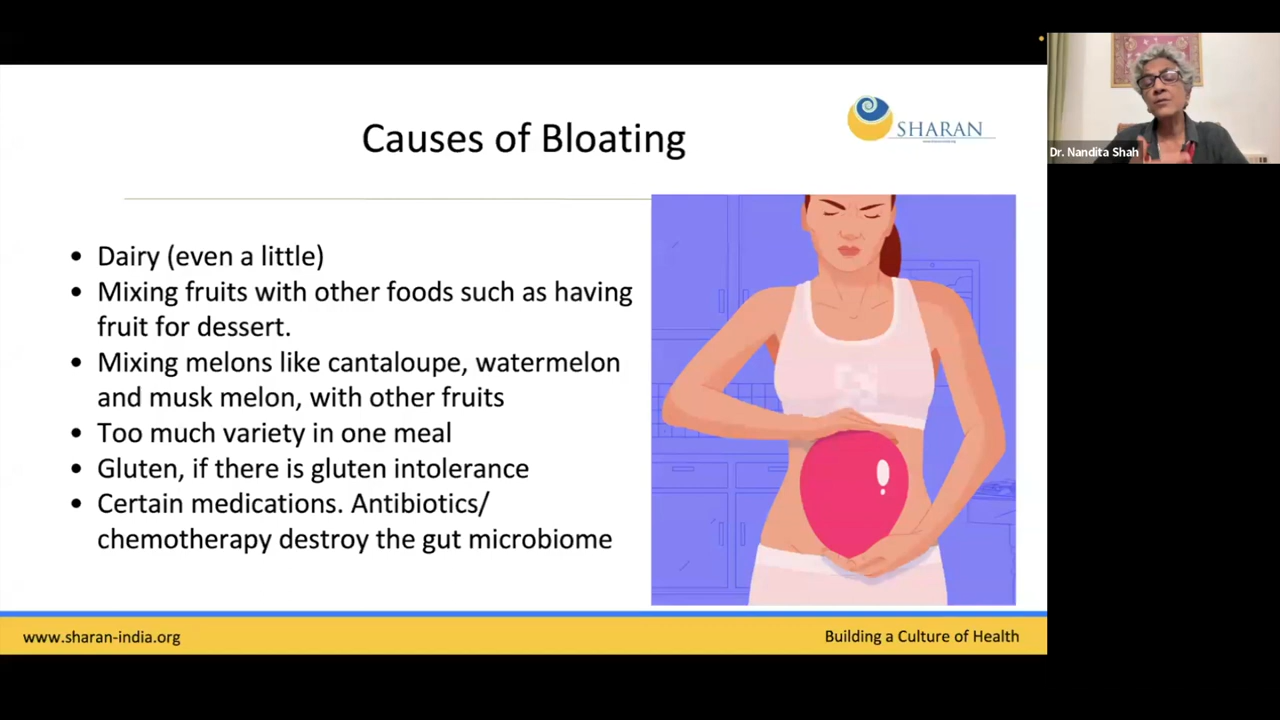 Causes of Bloating
SHARAN
• Dairy (even a little)
• Mixing fruits with other foods such as having
fruit for dessert.
• Mixing melons like cantaloupe, watermelon
and musk melon, with other fruits
• Too much variety in one meal
• Gluten, if there is gluten intolerance
• Certain medications. Antibiotics/
chemotherapy destroy the gut microbiome
www.sharan-india.org
Building a Culture of Health
Dr. Nandita Shah